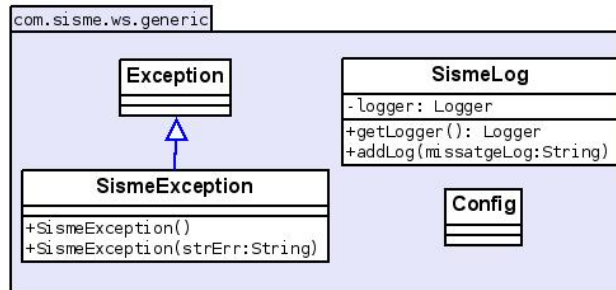 com.sisme.ws.generic
Exception
SismeException
+SismeException()
+SismeException(strErr:String)
SismeLog
-logger: Logger
+getLogger(): Logger
+addLog(missatgeLog:String)
Config